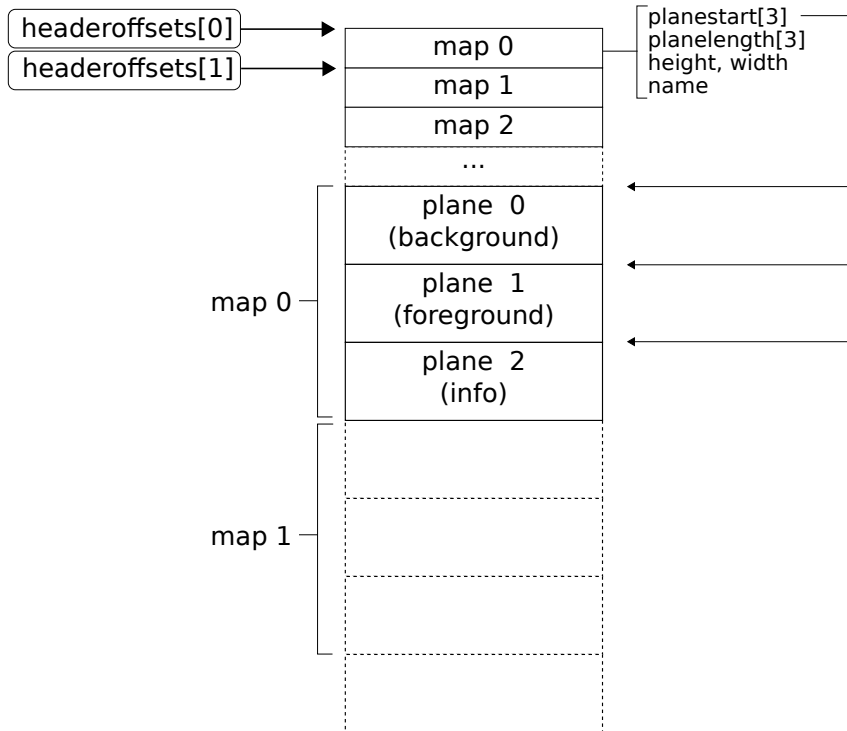 headeroffsets[0]
headeroffsets[1]
map 0
map 1
map 2
...
planestart[3]
planelength[3]
height, width
name
map 0
plane 0
(background)
plane 1
(foreground)
plane 2
(info)
map 1